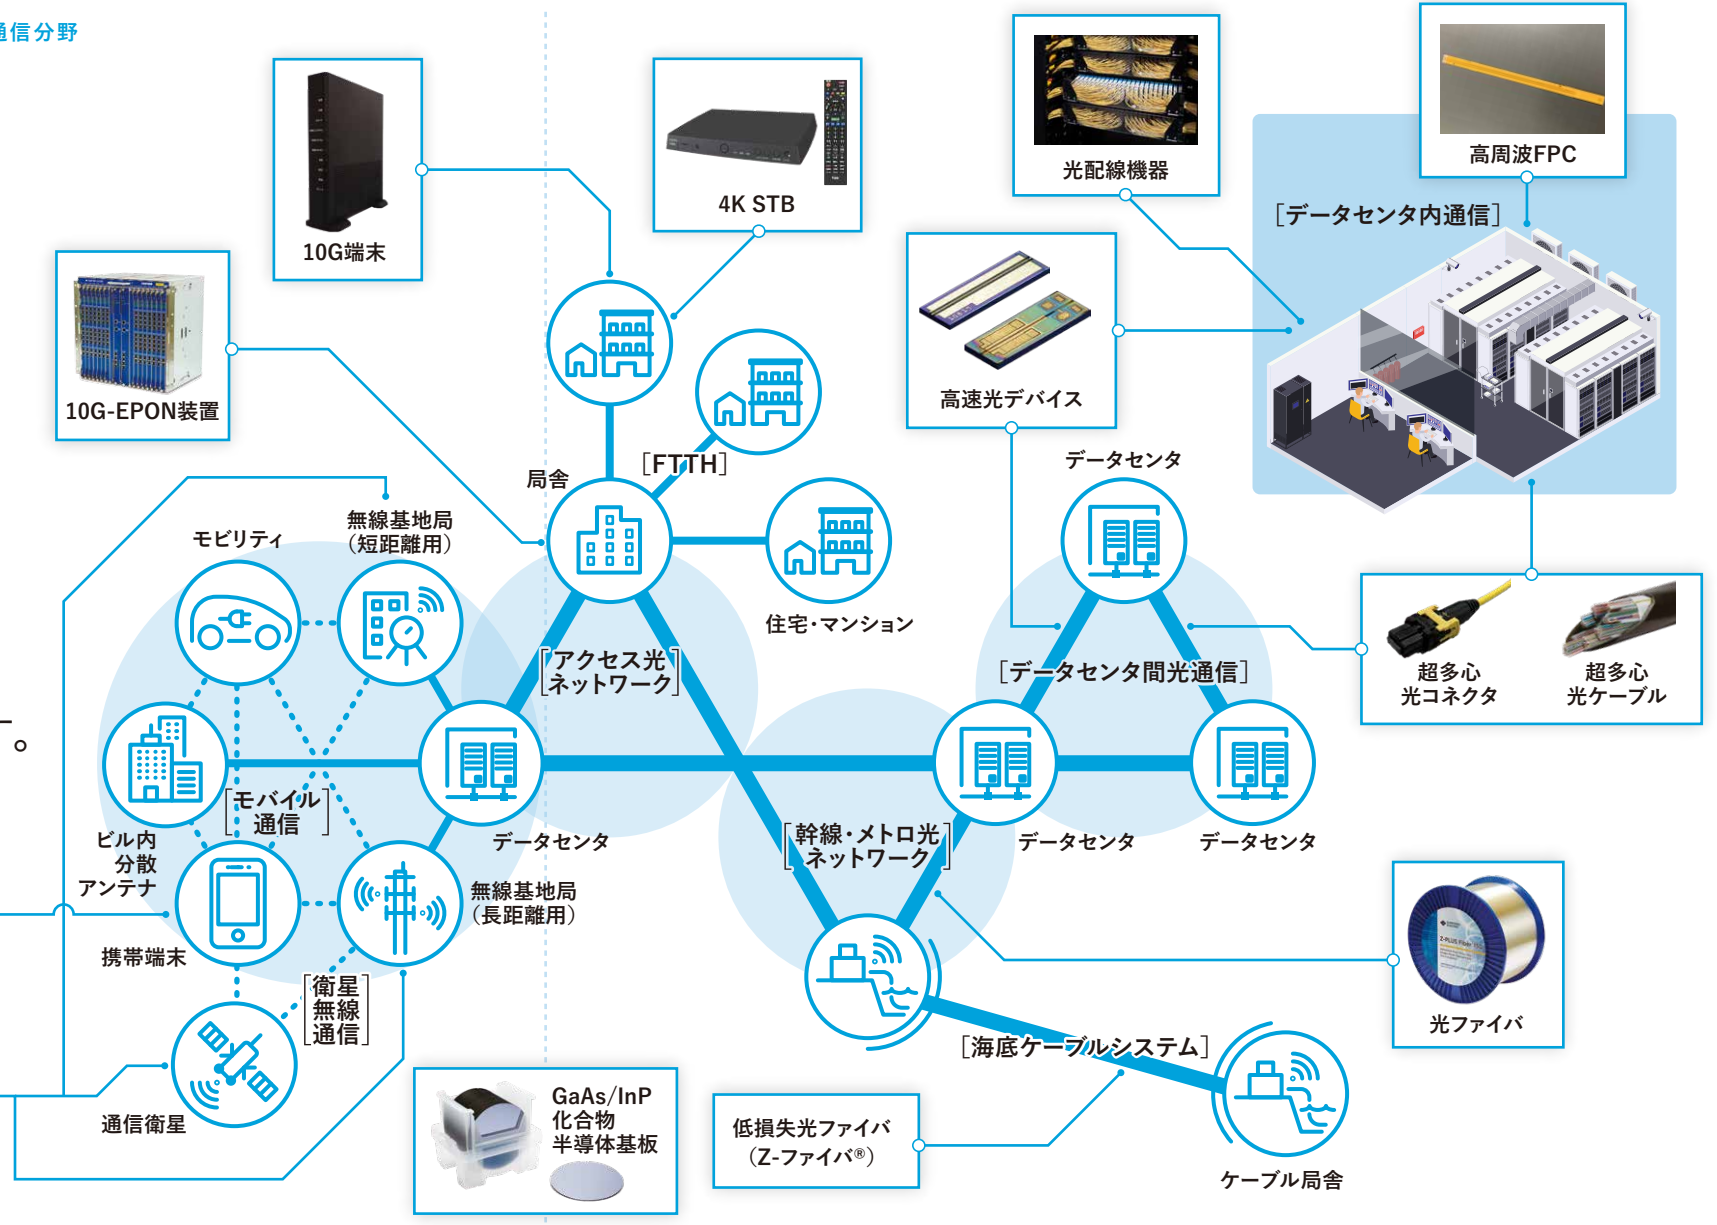 通信分野
10G端末
4K STB
光配線機器
高周波FPC
[データセンタ内通信]
10G-EPON装置
高速光デバイス
データセンタ
[FTTH]
局舎
無線基地局
（短距離用）
モビリティ
住宅・マンション
[アクセス光
ネットワーク]
[データセンタ間光通信]
超多心
光コネクタ
超多心
光ケーブル
。
[モバイル
通信]
ビル内
分散
アンテナ
データセンタ
[幹線・メトロ光
ネットワーク]
データセンタ
データセンタ
無線基地局
（長距離用）
携帯端末
[衛星
無線
通信]
Z-PLUS Fiber
光ファイバ
[海底ケーブルシステム]
通信衛星
GaAs/InP
化合物
半導体基板
低損失光ファイバ
（Z-ファイバ®）
ケーブル局舎